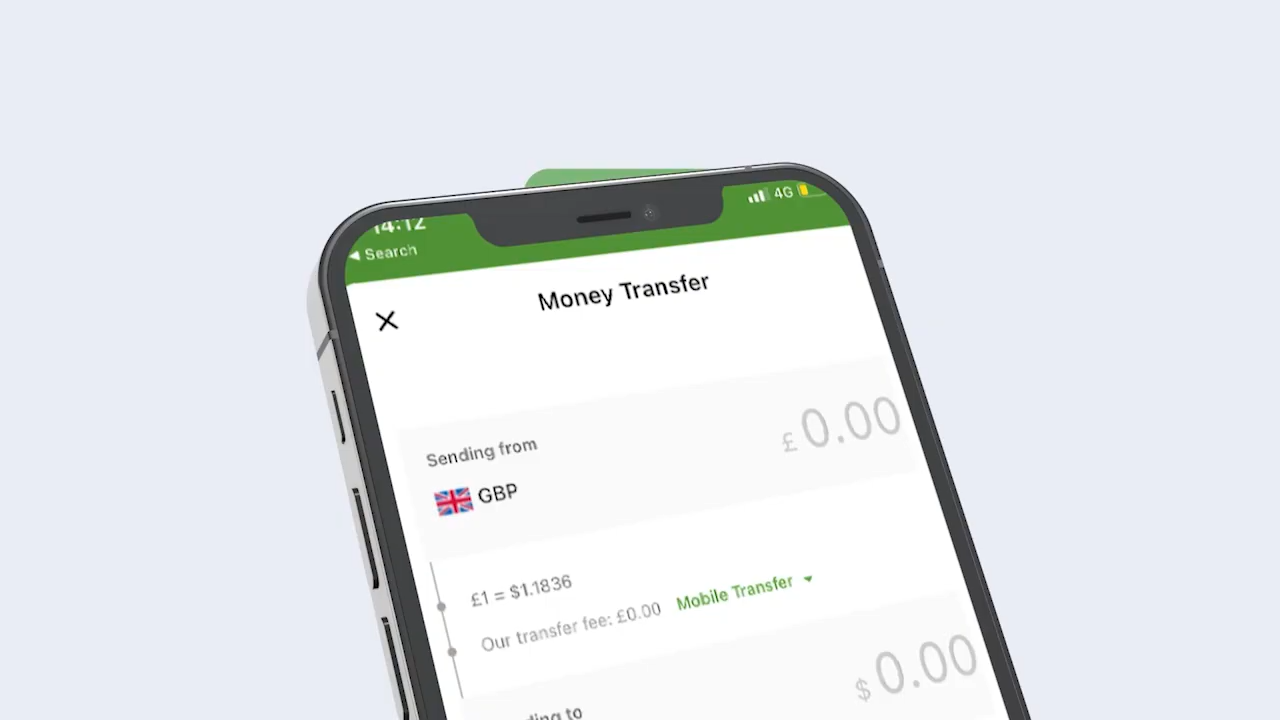 14:12
4G
◀ Search
Money Transfer
Sending from
£ 0.00
GBP
£1 = $1.1836
Our transfer fee: £0.00 Mobile Transfer
$ 0.00
to